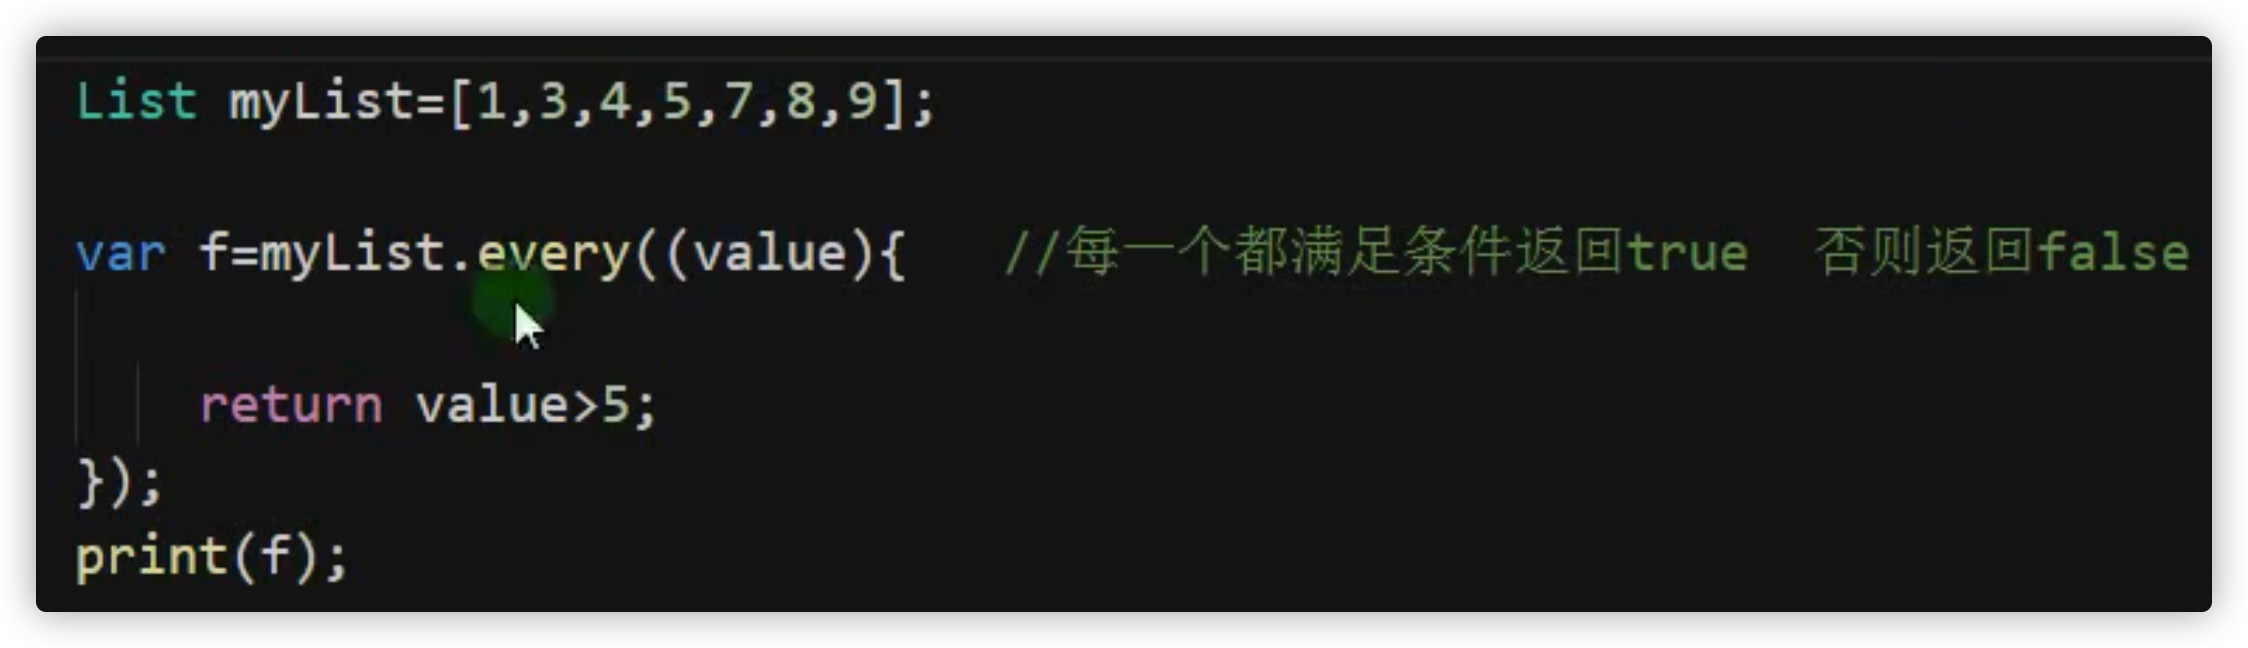 List myList=[1,3,4,5,7,8,9];
var f=myList.every((value){   //每一个都满足条件返回true  否则返回false
return value>5;
});
print(f);